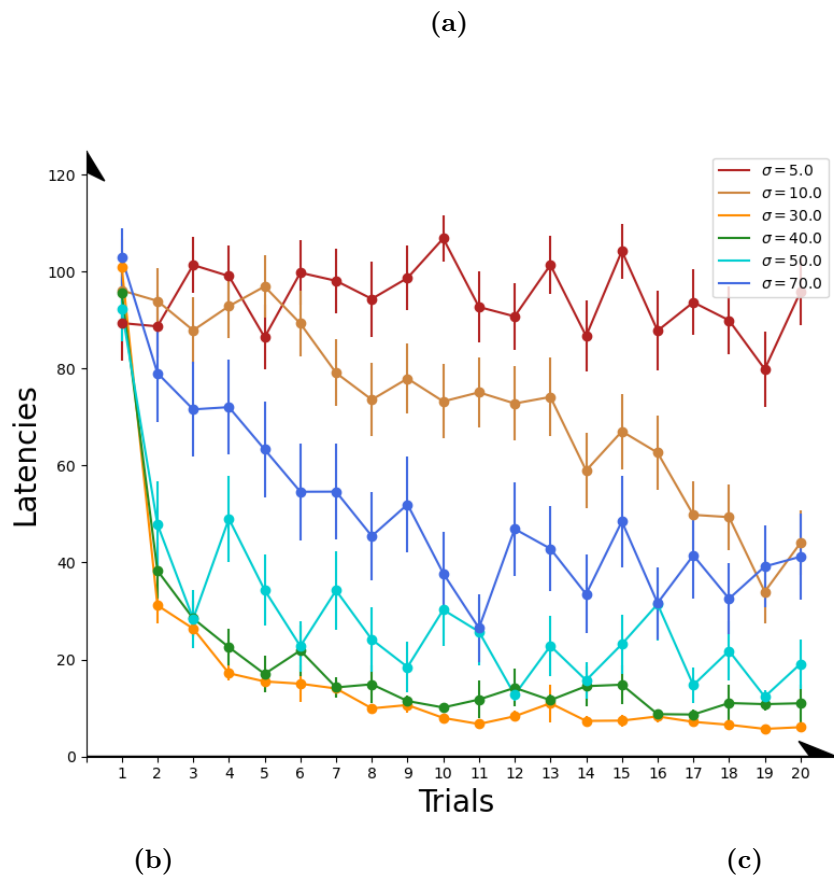 (a)
120
100
80
60
40
20
0
Latencies
σ = 5.0
σ = 10.0
σ = 30.0
σ = 40.0
σ = 50.0
σ = 70.0
1 2 3 4 5 6 7 8 9 10 11 12 13 14 15 16 17 18 19 20
Trials
(b) (c)